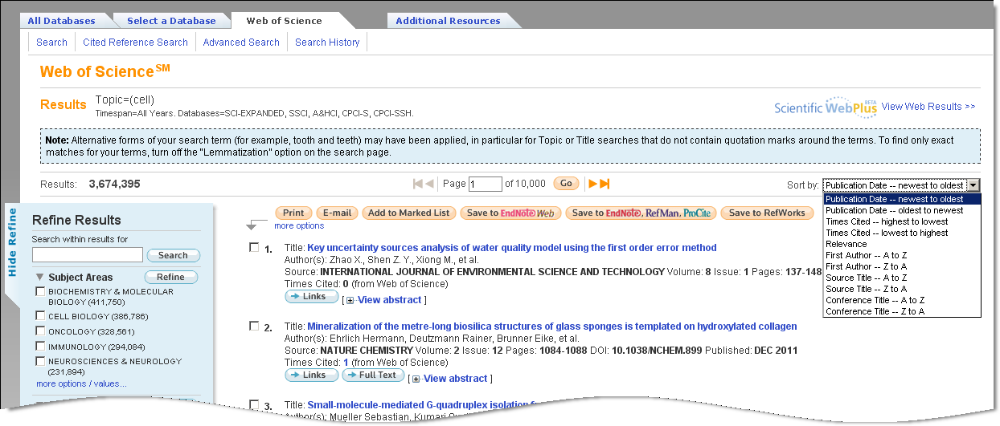 All Databases Select a Database Web of Science Additional Resources
Search Cited Reference Search Advanced Search Search History
Web of Science℠
Results Topic=(cell)
Timespan=All Years. Databases=SCI-EXPANDED, SSCI, A&HCI, CPCI-S, CPCI-SSH.
Scientific WebPlus BETA View Web Results >>
Note: Alternative forms of your search term (for example, tooth and teeth) may have been applied, in particular for Topic or Title searches that do not contain quotation marks around the terms. To find only exact
matches for your terms, turn off the "Lemmatization" option on the search page.
Results: 3,674,395 Page 1 of 10,000 Go Sort by: Publication Date -- newest to oldest
Publication Date -- newest to oldest
Publication Date -- oldest to newest
Times Cited -- highest to lowest
Times Cited -- lowest to highest
Relevance
First Author -- A to Z
First Author -- Z to A
Source Title -- A to Z
Source Title -- Z to A
Conference Title -- A to Z
Conference Title -- Z to A
Hide Refine
Refine Results
Search within results for
Search
Subject Areas Refine
BIOCHEMISTRY & MOLECULAR
BIOLOGY (411,750)
CELL BIOLOGY (386,786)
ONCOLOGY (328,561)
IMMUNOLOGY (294,084)
NEUROSCIENCES & NEUROLOGY
(231,894)
more options / values...
Print E-mail Add to Marked List Save to EndNote Web Save to EndNote, RefMan, ProCite Save to RefWorks
more options
1. Title: Key uncertainty sources analysis of water quality model using the first order error method
Author(s): Zhao X., Shen Z. Y., Xiong M., et al.
Source: INTERNATIONAL JOURNAL OF ENVIRONMENTAL SCIENCE AND TECHNOLOGY Volume: 8 Issue: 1 Pages: 137-148
Times Cited: 0 (from Web of Science)
Links [ View abstract ]
2. Title: Mineralization of the metre-long biosilica structures of glass sponges is templated on hydroxylated collagen
Author(s): Ehrlich Hermann, Deutzmann Rainer, Brunner Eike, et al.
Source: NATURE CHEMISTRY Volume: 2 Issue: 12 Pages: 1084-1088 DOI: 10.1038/NCHEM.899 Published: DEC 2011
Times Cited: 1 (from Web of Science)
Links Full Text [ View abstract ]
3. Title: Small-molecule-mediated G-quadruplex isolation
Author(s): Mueller Sebastian, Kumari